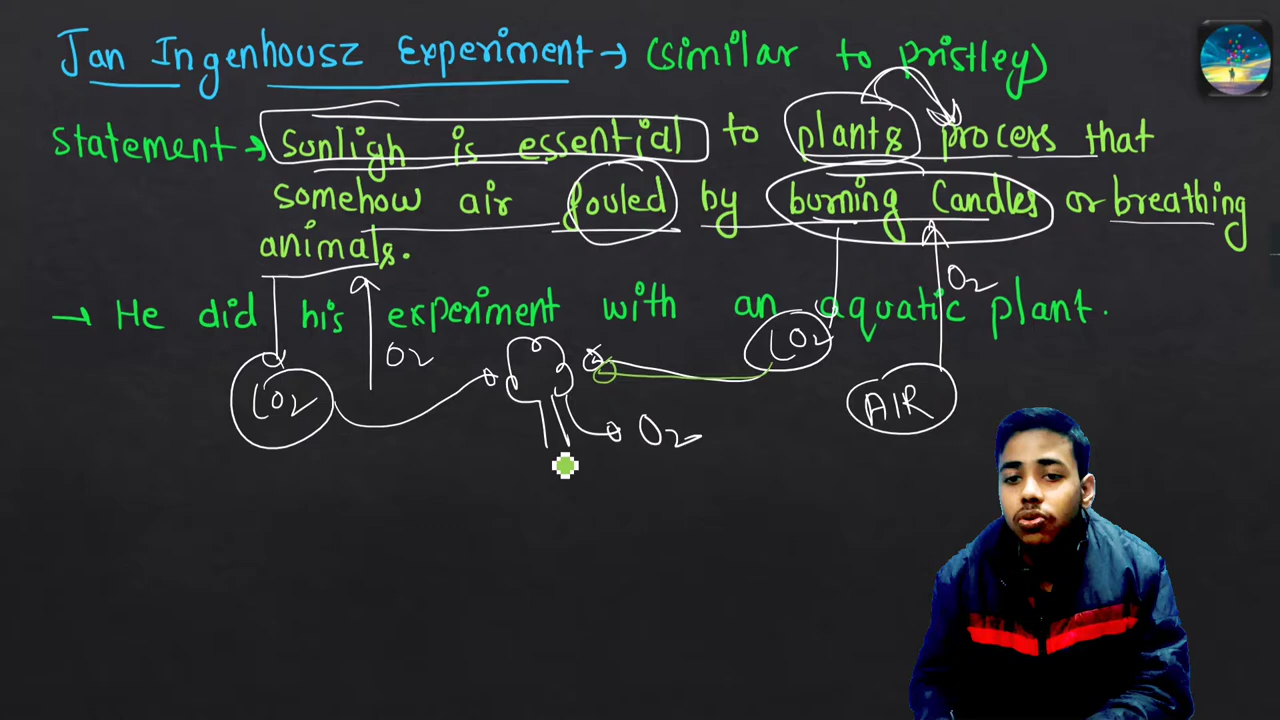 Jan Ingenhousz Experiment → (similar to pristley)
statement → Sunligh is essential to plants process that
somehow air fouled by burning Candles or breathing
animals.
O2
→ He did his experiment with an aquatic plant.
CO2
O2
CO2 AIR
O2